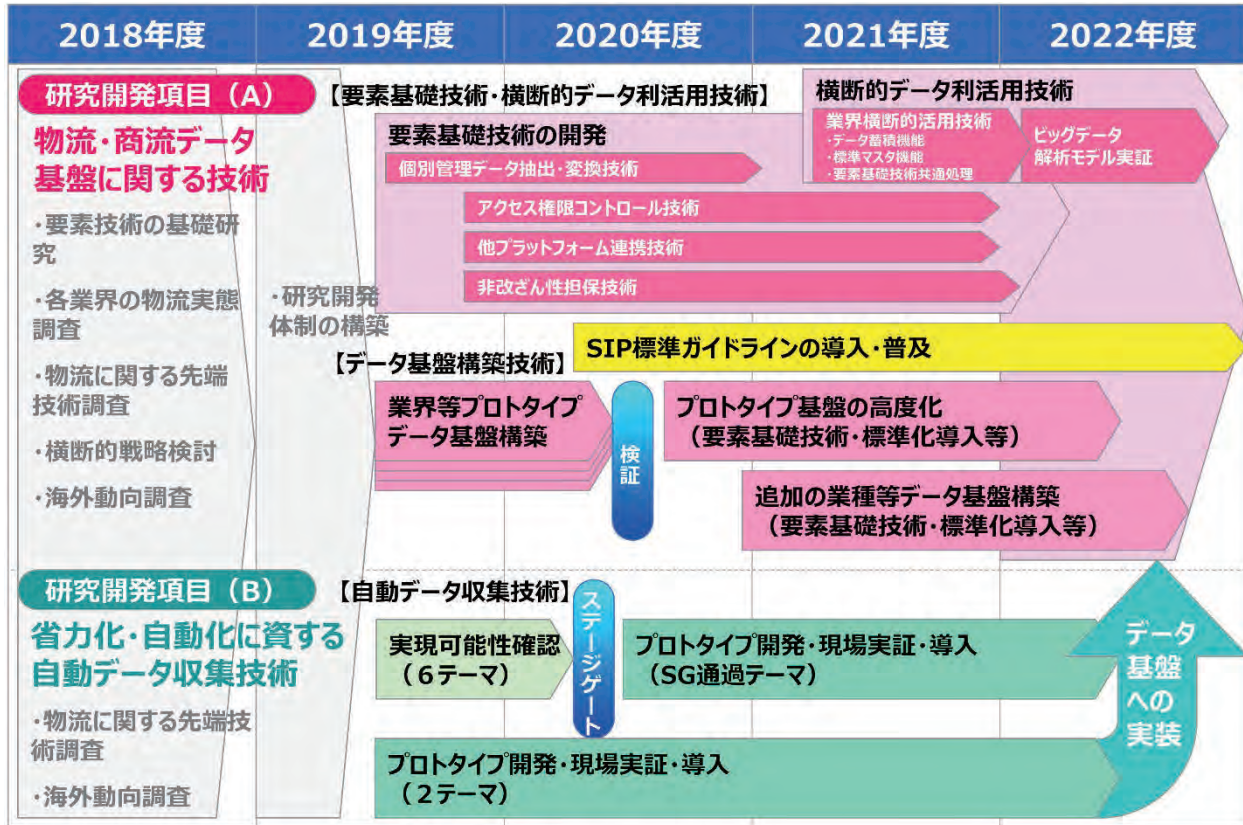 2018年度
2019年度
2020年度
2021年度
2022年度
研究開発項目（A）
物流・商流データ
基盤に関する技術
・要素技術の基礎研
究
・各業界の物流実態
調査
・物流に関する先端
技術調査
・横断的戦略検討
・海外動向調査
・研究開発
体制の構築
【要素基礎技術・横断的データ利活用技術】
要素基礎技術の開発
個別管理データ抽出・変換技術
アクセス権限コントロール技術
他プラットフォーム連携技術
非改ざん性担保技術
横断的データ利活用技術
業界横断的活用技術
・データ蓄積機能
・標準マスタ機能
・要素基礎技術共通処理
ビッグデータ
解析モデル実証
SIP標準ガイドラインの導入・普及
【データ基盤構築技術】
業界等プロトタイプ
データ基盤構築
検証
プロトタイプ基盤の高度化
（要素基礎技術・標準化導入等）
追加の業種等データ基盤構築
（要素基礎技術・標準化導入等）
研究開発項目（B）
省力化・自動化に資する
自動データ収集技術
・物流に関する先端技
術調査
・海外動向調査
【自動データ収集技術】
実現可能性確認
（６テーマ）
ステージゲート
プロトタイプ開発・現場実証・導入
（SG通過テーマ）
プロトタイプ開発・現場実証・導入
（２テーマ）
データ
基盤
への
実装